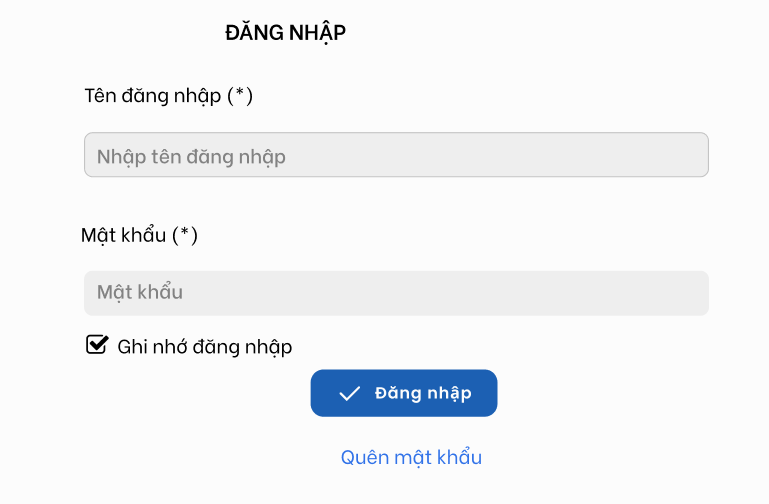 ĐĂNG NHẬP
Tên đăng nhập (*)
Nhập tên đăng nhập
Mật khẩu (*)
Mật khẩu
Ghi nhớ đăng nhập
Đăng nhập
Quên mật khẩu